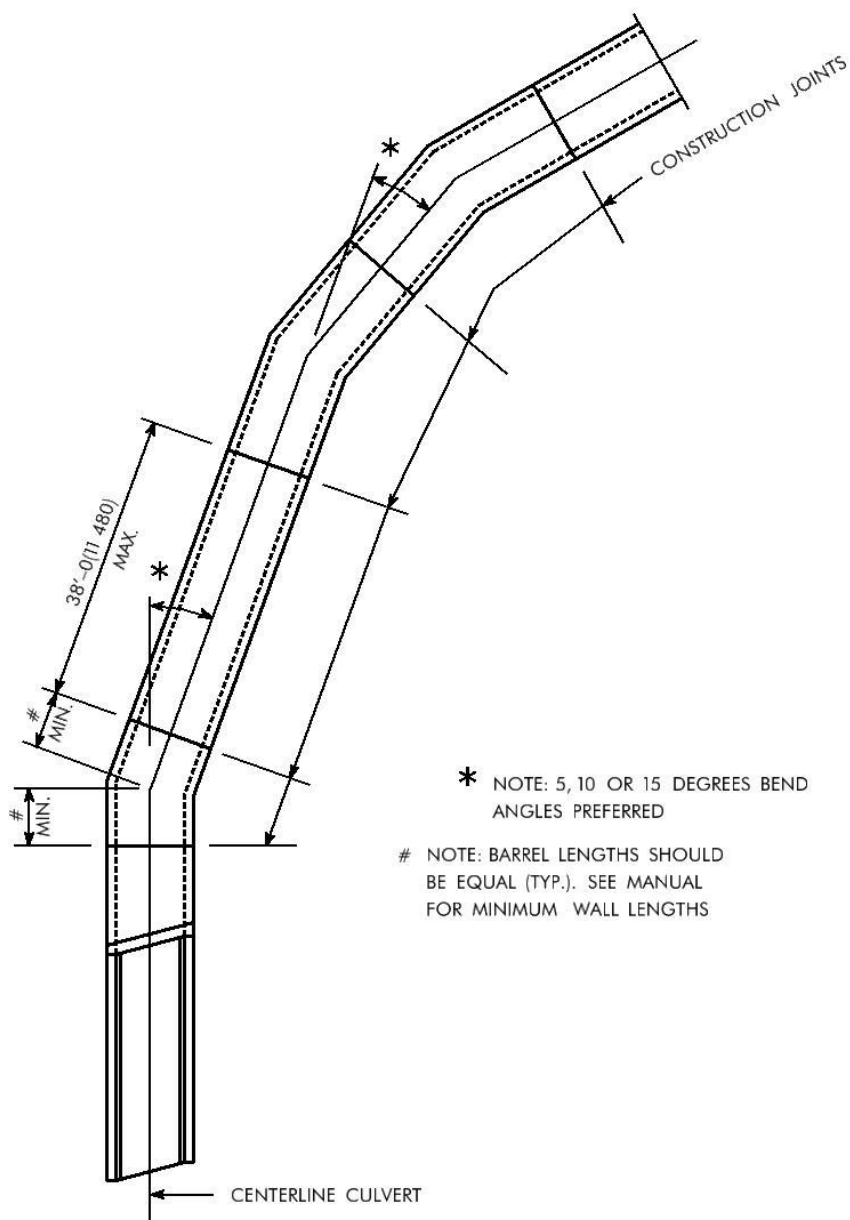 *
CONSTRUCTION JOINTS
38'-0(11 480)
MAX.
*
#
MIN.
#
MIN.
* NOTE: 5, 10 OR 15 DEGREES BEND
ANGLES PREFERRED
# NOTE: BARREL LENGTHS SHOULD
BE EQUAL (TYP.). SEE MANUAL
FOR MINIMUM WALL LENGTHS
CENTERLINE CULVERT